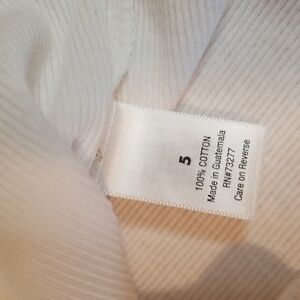 5
100% COTTON
Made in Guatemala
RN#73277
Care on Reverse